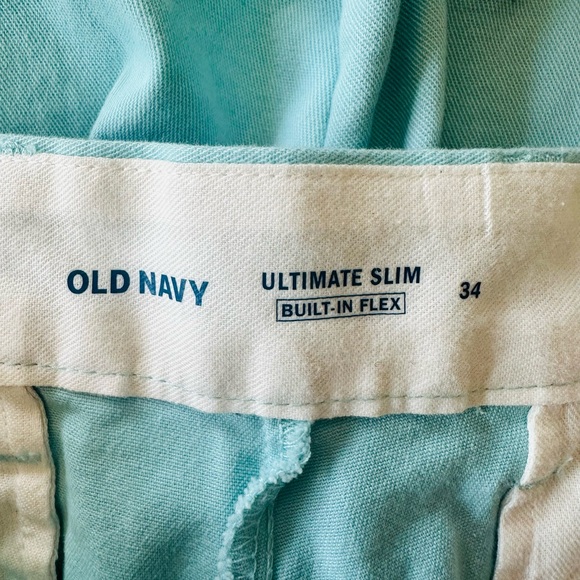 OLD NAVY
ULTIMATE SLIM
BUILT-IN FLEX
34